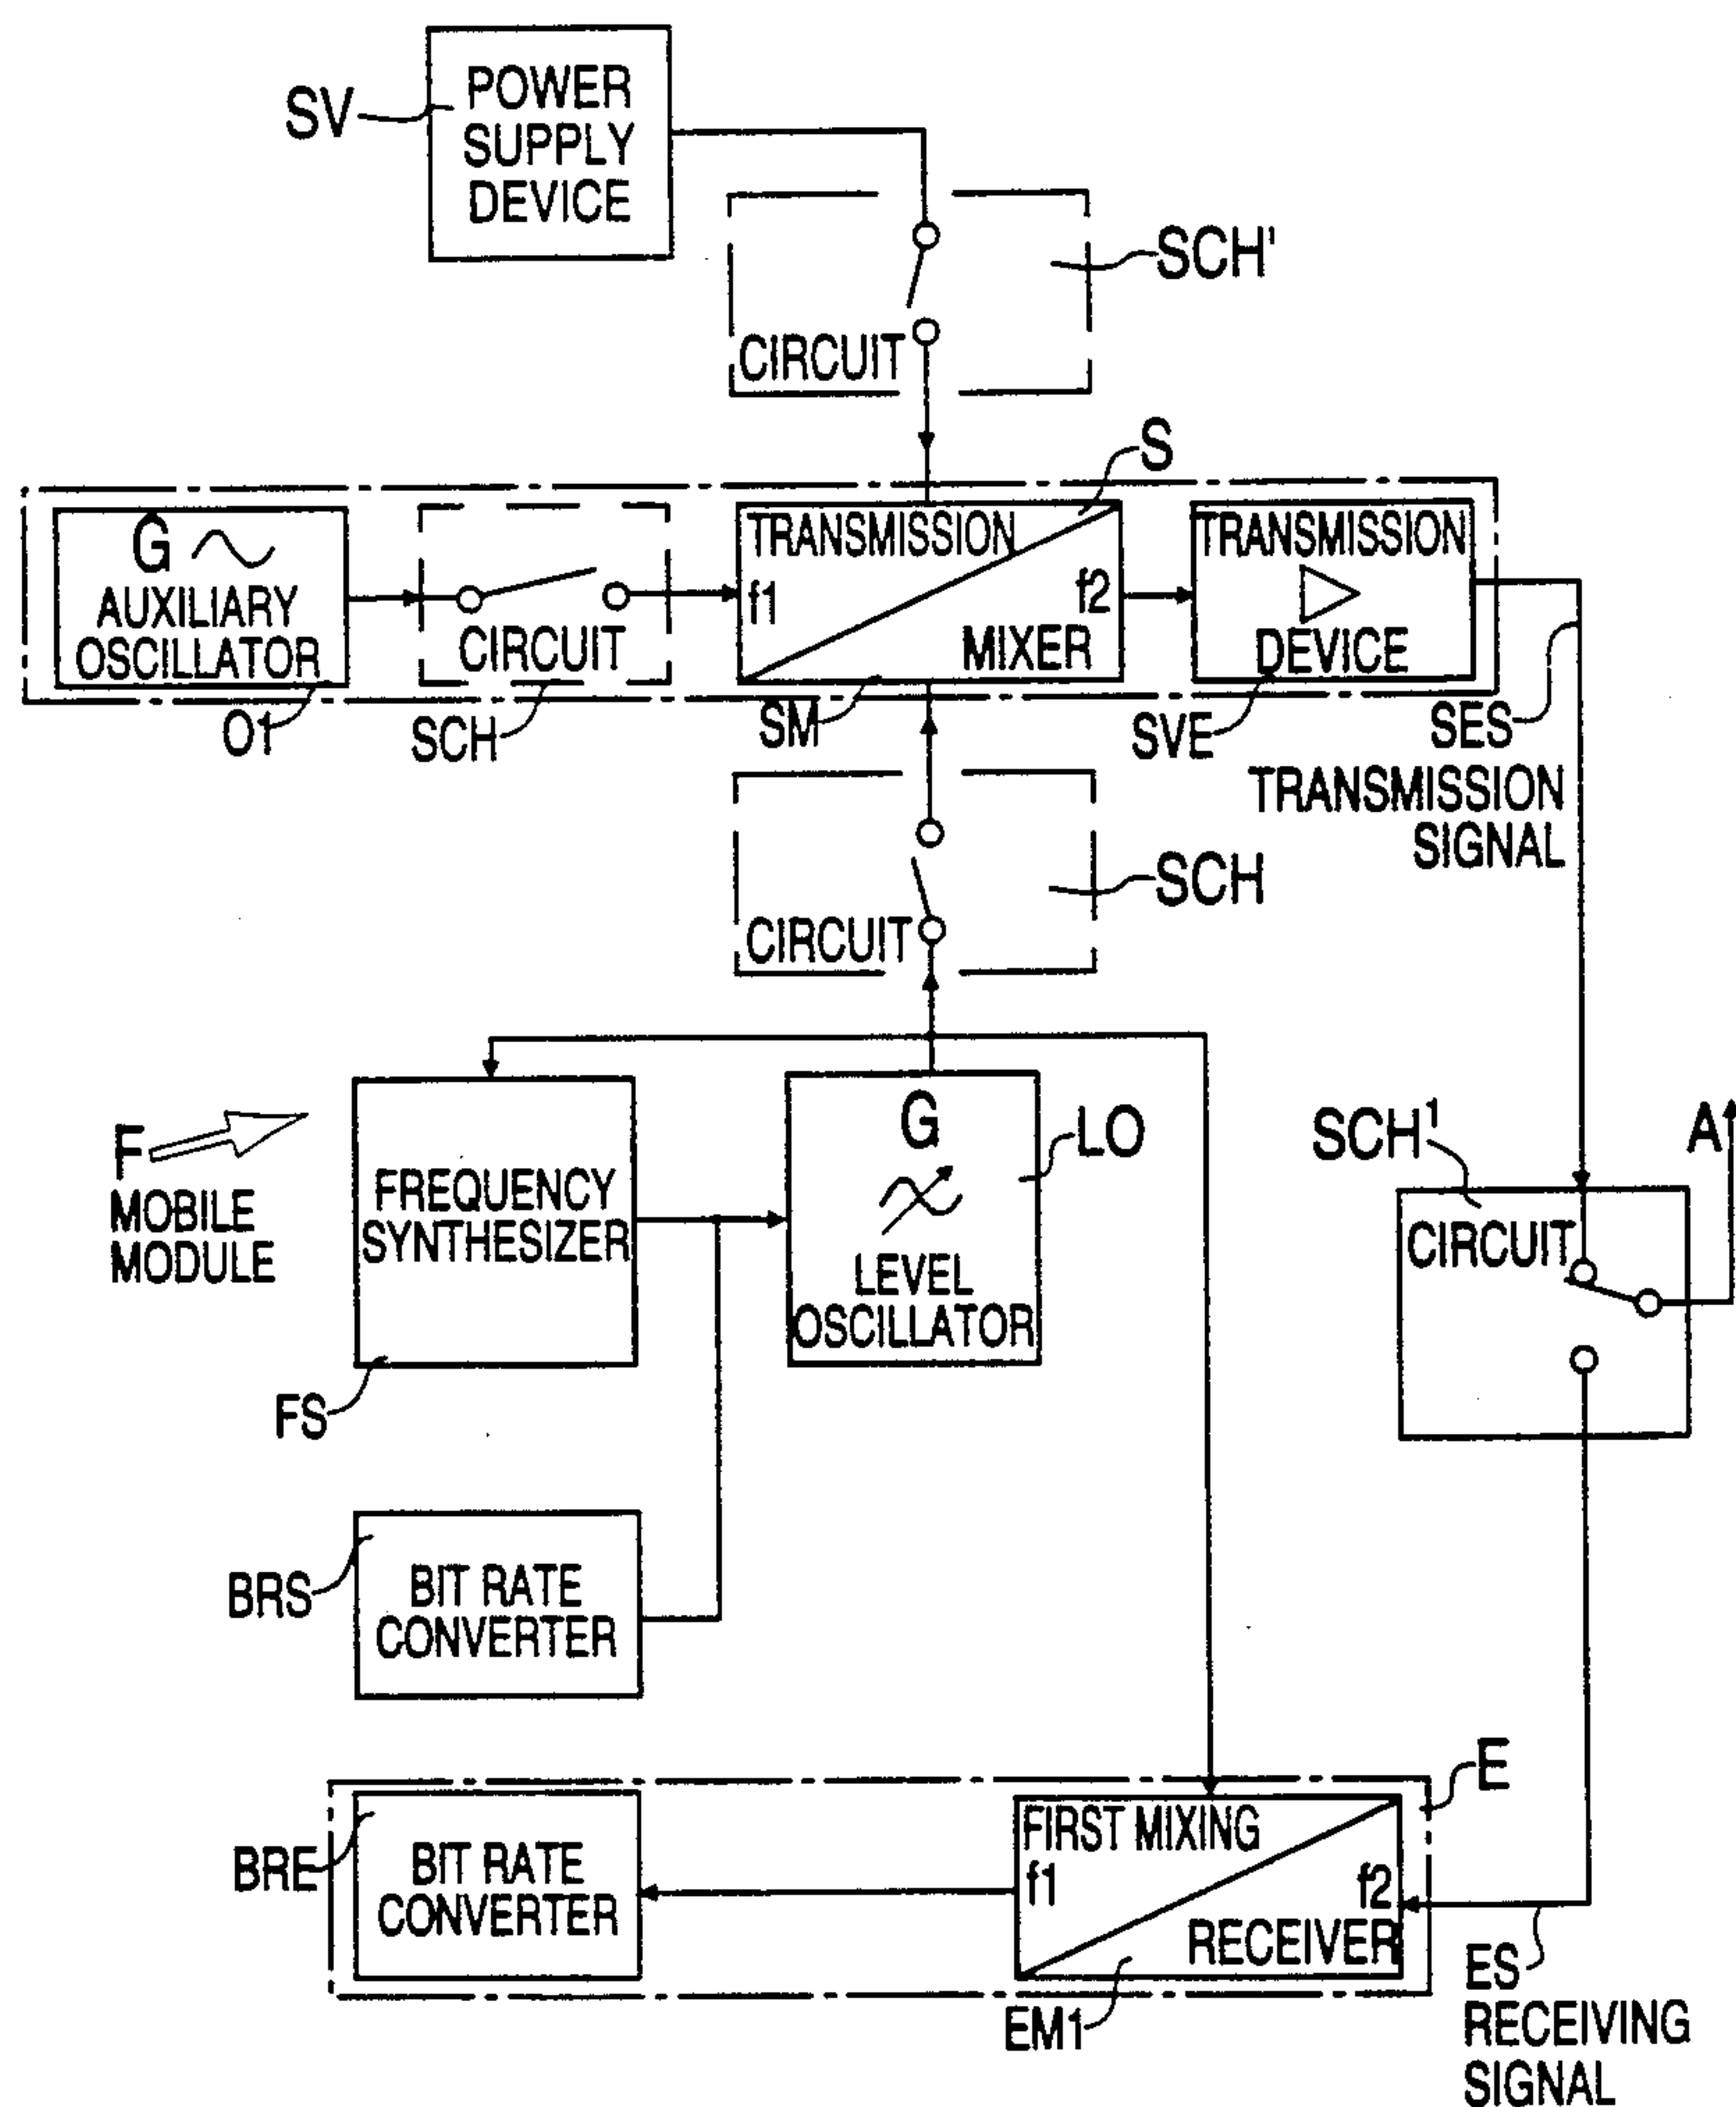 SV
POWER
SUPPLY
DEVICE
SCH'
CIRCUIT
S
G
AUXILIARY
OSCILLATOR
CIRCUIT
TRANSMISSION
f1
f2
MIXER
TRANSMISSION
DEVICE
O1
SCH
SM
SVE
SES
TRANSMISSION
SIGNAL
CIRCUIT
SCH
F
MOBILE
MODULE
FREQUENCY
SYNTHESIZER
FS
G
LEVEL
OSCILLATOR
LO
SCH1
A
CIRCUIT
BRS
BIT RATE
CONVERTER
E
BRE
BIT RATE
CONVERTER
FIRST MIXING
f1
f2
RECEIVER
EM1
ES
RECEIVING
SIGNAL